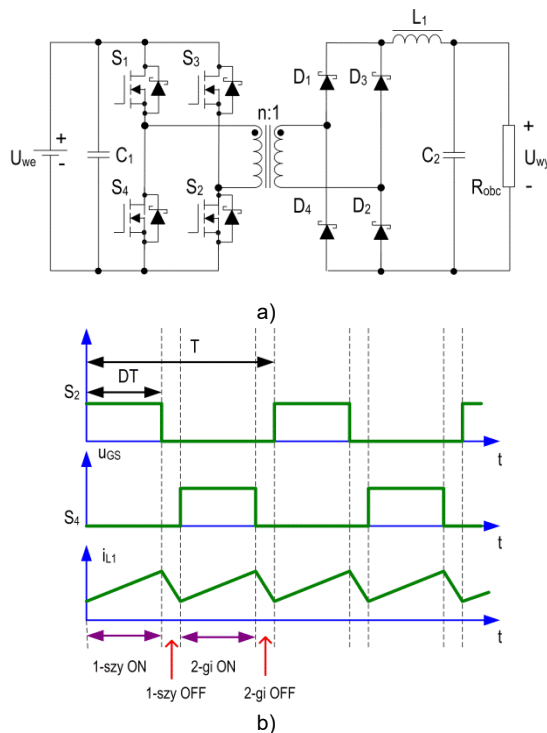 L1
S1 S3
n:1
D1 D3
Uwe + - C1
C2 + Uwy -
S4 S2
D4 D2
Robc
a)
T
DT
S2
t
uGS
S4
t
iL1
t
1-szy ON 2-gi ON
1-szy OFF 2-gi OFF
b)